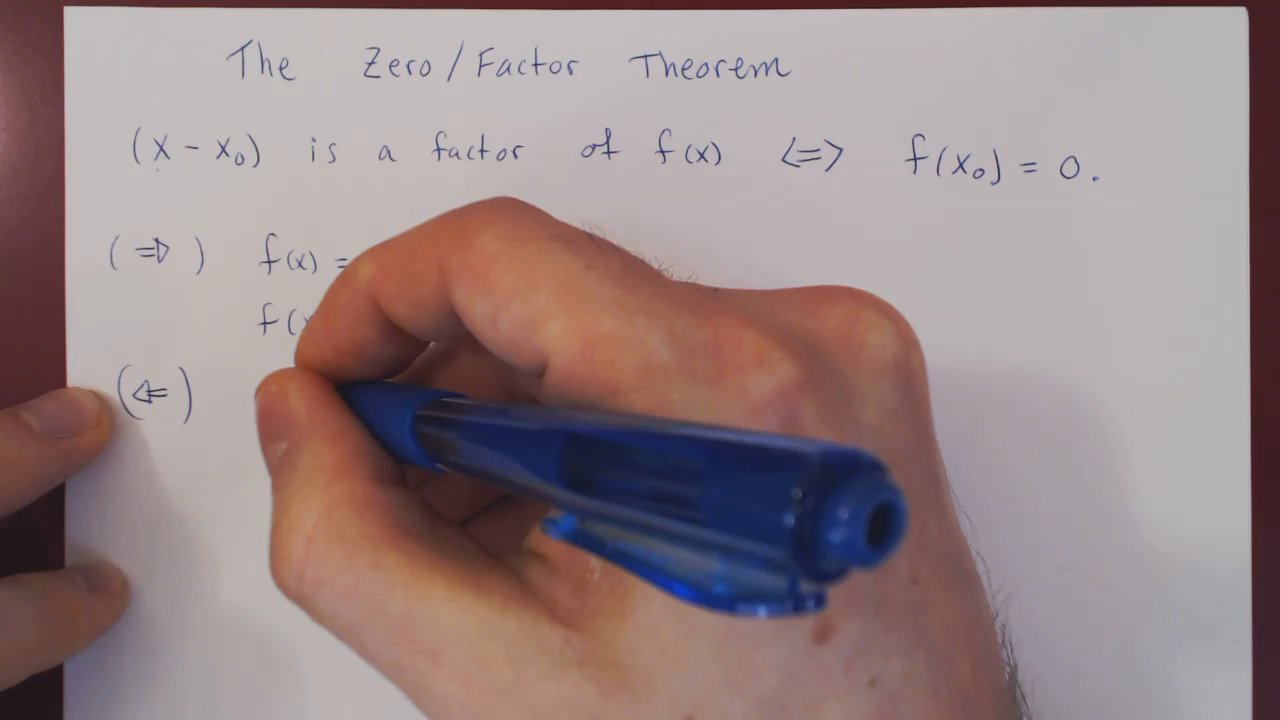 The Zero/Factor Theorem
(x - x₀) is a factor of f(x) <=> f(x₀) = 0.
(⇒) f(x) =
f(x
(⇐)